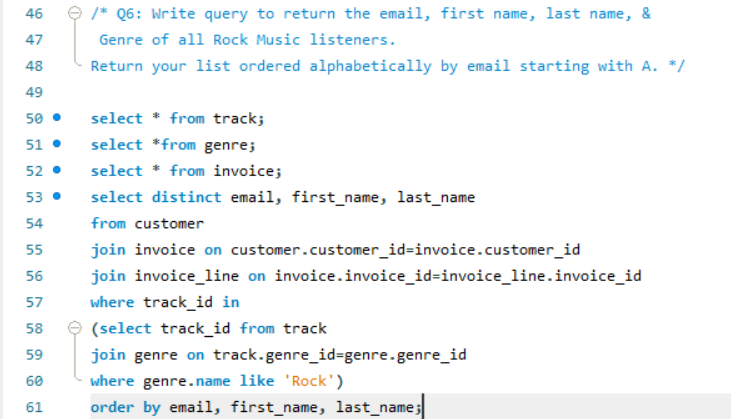 46 /* Q6: Write query to return the email, first name, last name, &
47 Genre of all Rock Music listeners.
48 Return your list ordered alphabetically by email starting with A. */
49
50 select * from track;
51 select *from genre;
52 select * from invoice;
53 select distinct email, first_name, last_name
54 from customer
55 join invoice on customer.customer_id=invoice.customer_id
56 join invoice_line on invoice.invoice_id=invoice_line.invoice_id
57 where track_id in
58 (select track_id from track
59 join genre on track.genre_id=genre.genre_id
60 where genre.name like 'Rock')
61 order by email, first_name, last_name;